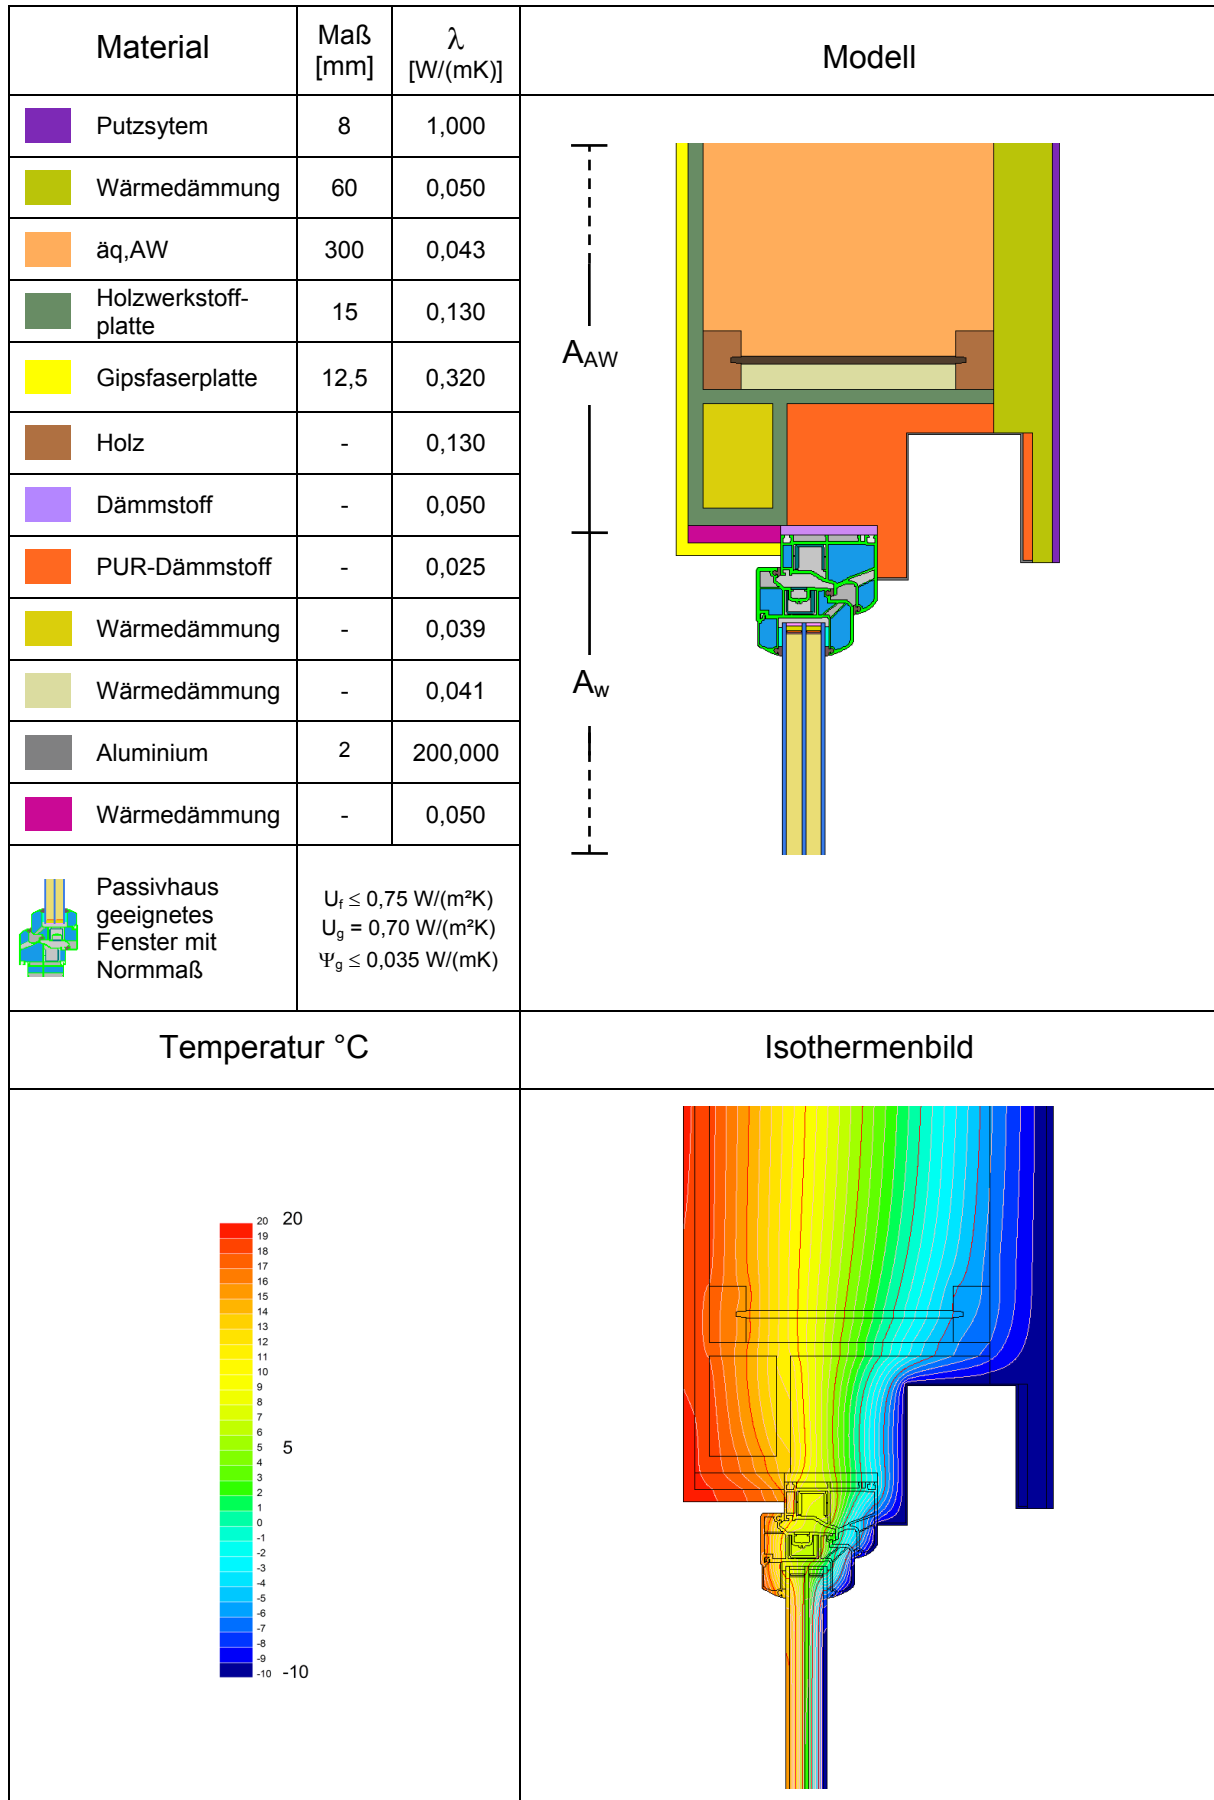 Material
Maß
[mm]
λ
[W/(mK)]
Modell
Putzsytem 8 1,000
Wärmedämmung 60 0,050
äq,AW 300 0,043
Holzwerkstoff-
platte 15 0,130
Gipsfaserplatte 12,5 0,320
Holz - 0,130
Dämmstoff - 0,050
PUR-Dämmstoff - 0,025
Wärmedämmung - 0,039
Wärmedämmung - 0,041
Aluminium 2 200,000
Wärmedämmung - 0,050
Passivhaus
geeignetes
Fenster mit
Normmaß
U_f ≤ 0,75 W/(m²K)
U_g = 0,70 W/(m²K)
Ψ_g ≤ 0,035 W/(mK)
A_AW
A_w
Temperatur °C
Isothermenbild
20 20
19
18
17
16
15
14
13
12
11
10
9
8
7
6
5 5
4
3
2
1
0
-1
-2
-3
-4
-5
-6
-7
-8
-9
-10 -10